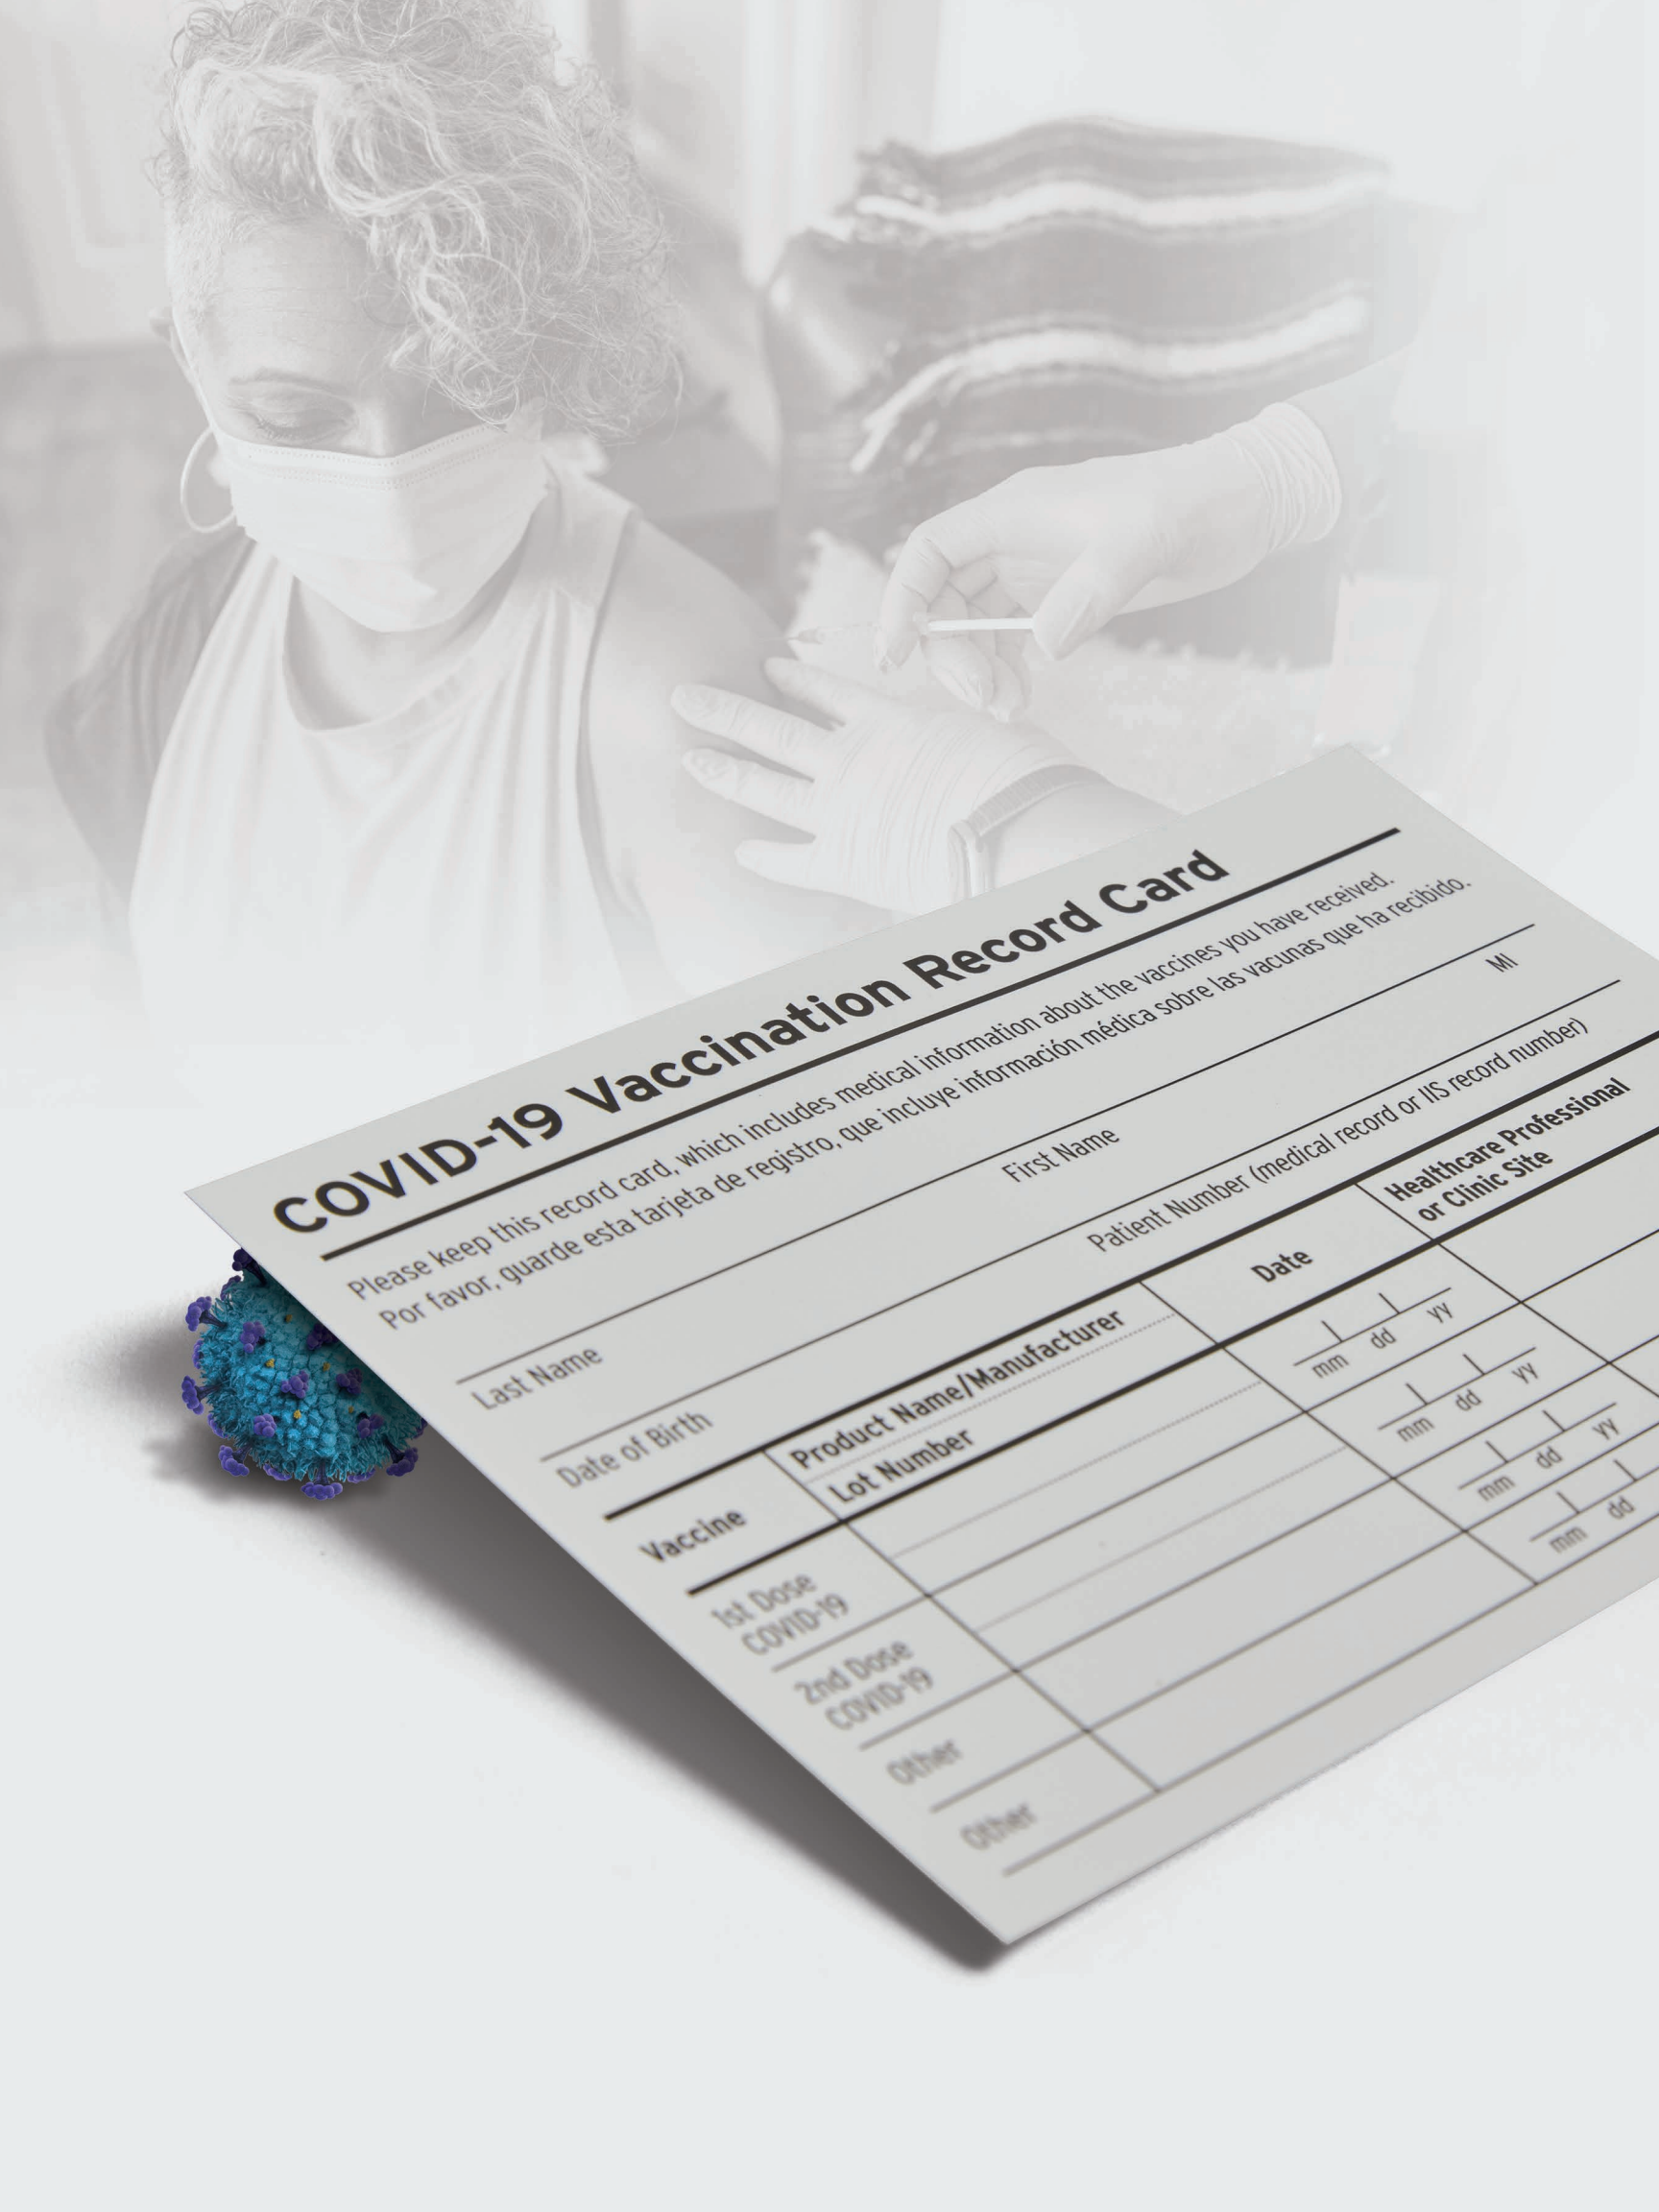 COVID-19 Vaccination Record Card
Please keep this record card, which includes medical information about the vaccines you have received.
Por favor, guarde esta tarjeta de registro, que incluye información médica sobre las vacunas que ha recibido.
Last Name
First Name
MI
Date of Birth
Patient Number (medical record or IIS record number)
Vaccine
Product Name/Manufacturer
Lot Number
Date
Healthcare Professional
or Clinic Site
1st Dose
COVID-19
mm dd yy
2nd Dose
COVID-19
mm dd yy
Other
mm dd yy
Other
mm dd